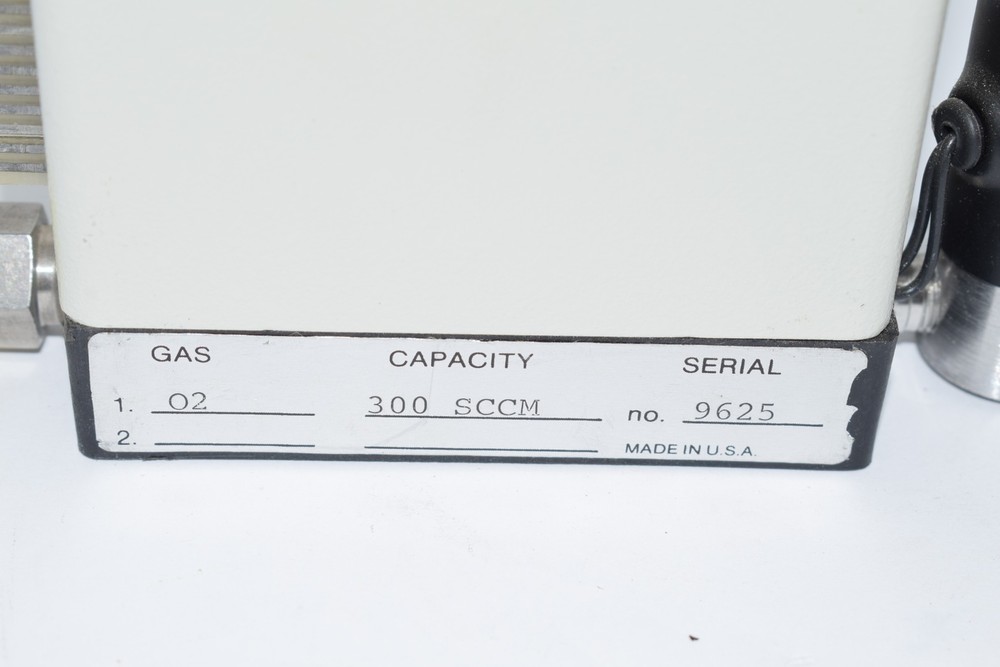 GAS CAPACITY SERIAL
1. O2 300 SCCM no. 9625
2. MADE IN U.S.A.